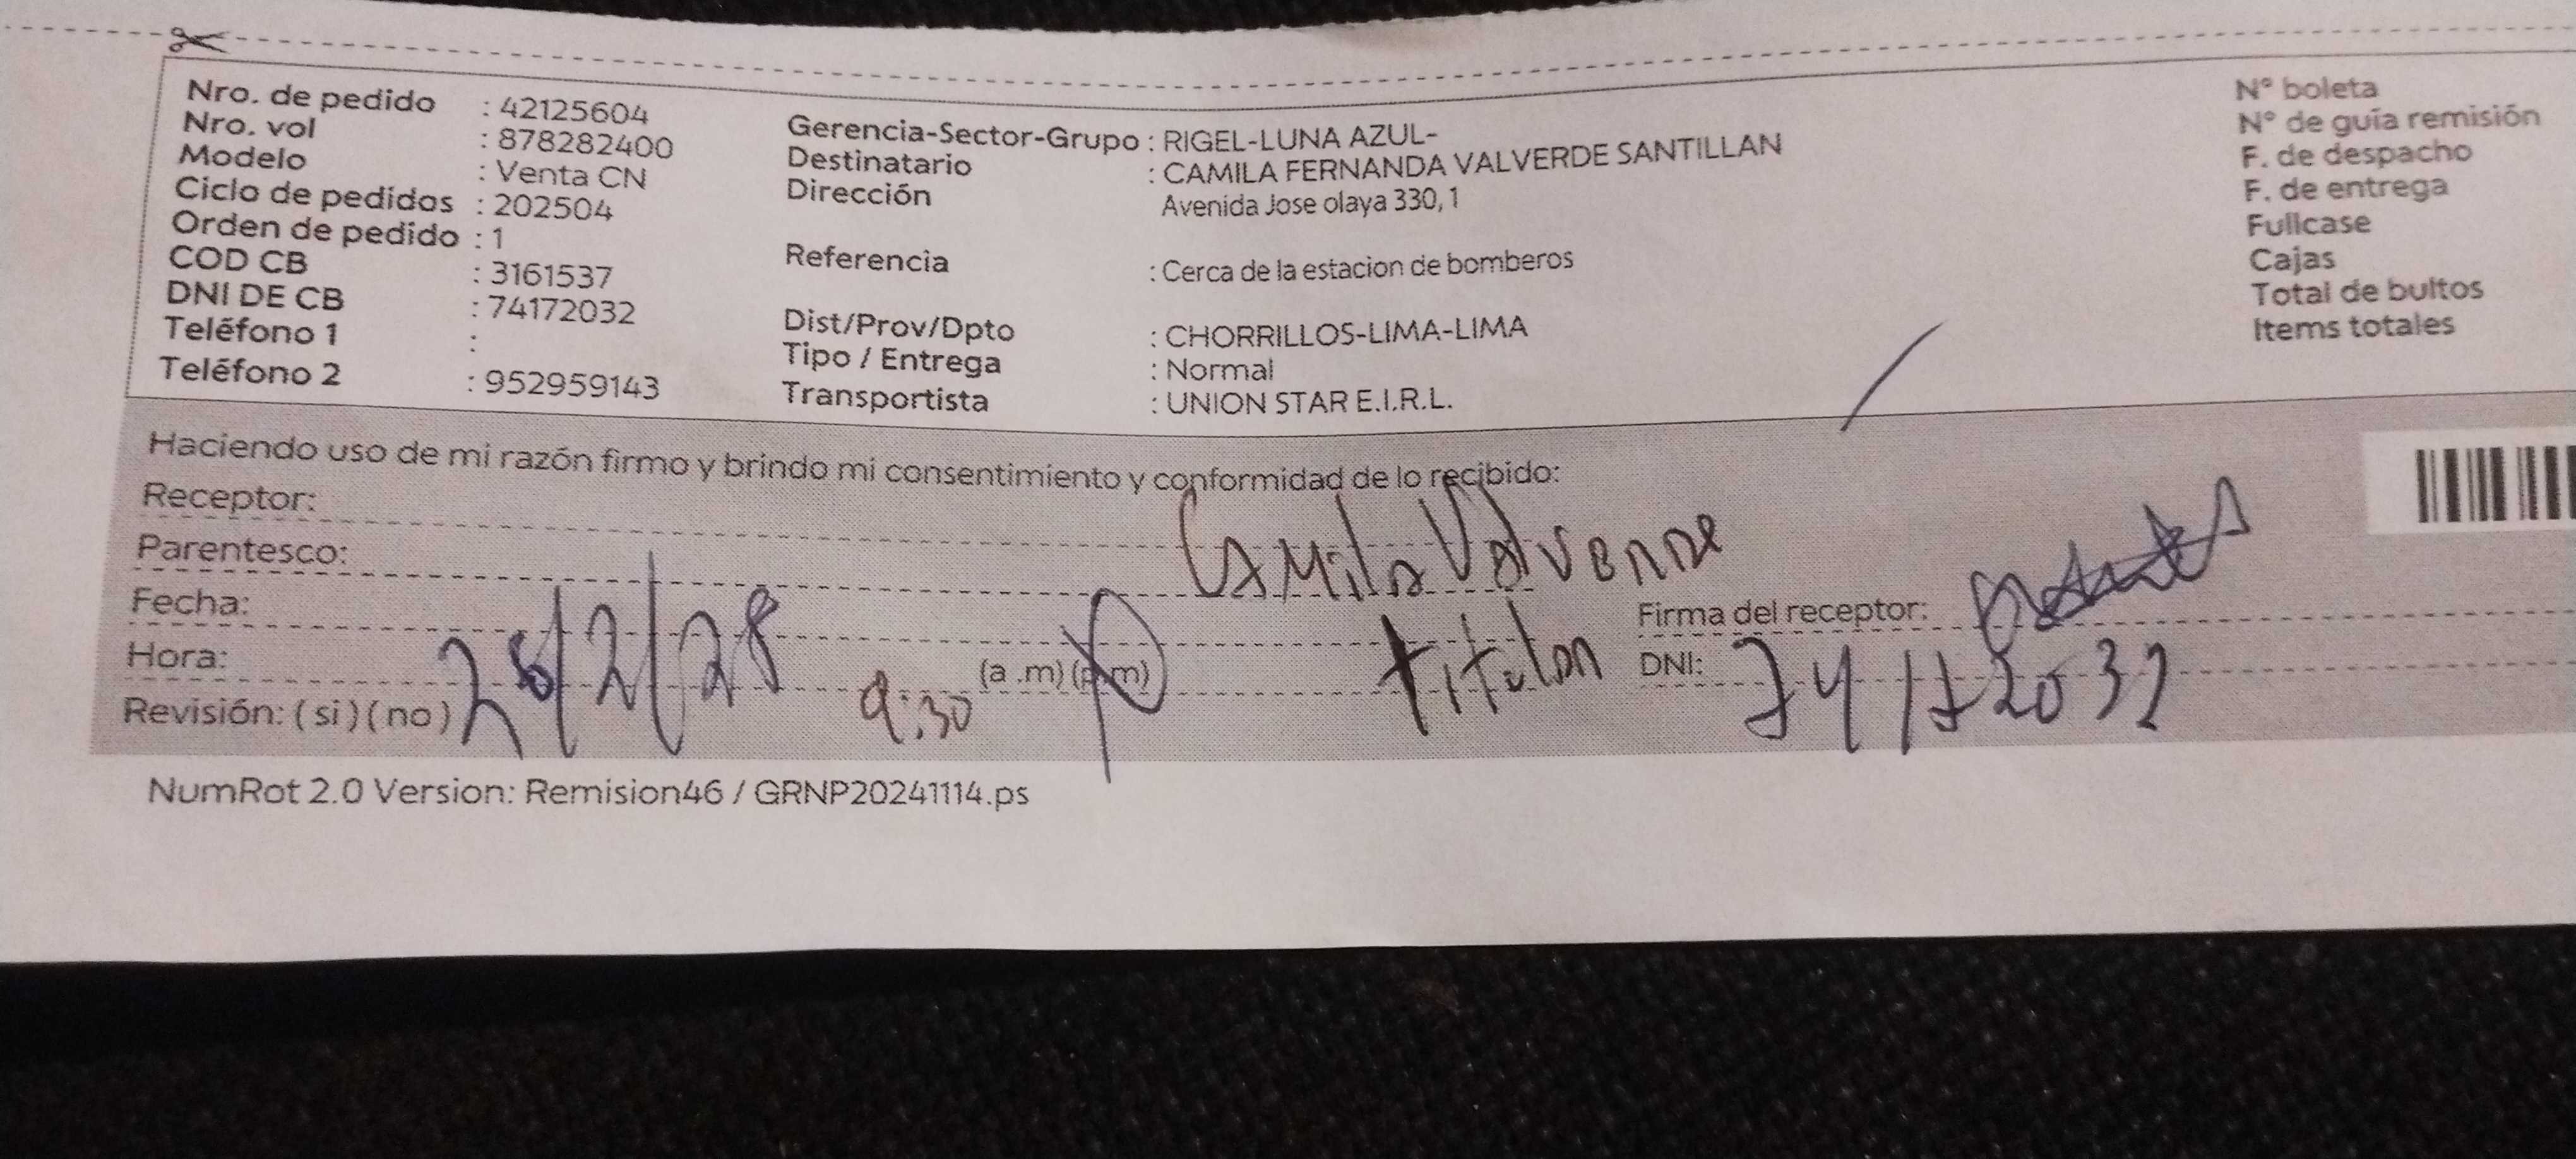 Nro. de pedido : 42125604
Nro. vol : 878282400
Modelo : Venta CN
Ciclo de pedidos : 202504
Orden de pedido : 1
COD CB : 3161537
DNI DE CB : 74172032
Teléfono 1 :
Teléfono 2 : 952959143
Gerencia-Sector-Grupo : RIGEL-LUNA AZUL-
Destinatario : CAMILA FERNANDA VALVERDE SANTILLAN
Dirección Avenida Jose olaya 330, 1
Referencia : Cerca de la estacion de bomberos
Dist/Prov/Dpto : CHORRILLOS-LIMA-LIMA
Tipo / Entrega : Normal
Transportista : UNION STAR E.I.R.L.
N° boleta
N° de guía remisión
F. de despacho
F. de entrega
Fullcase
Cajas
Total de bultos
Items totales
Haciendo uso de mi razón firmo y brindo mi consentimiento y conformidad de lo recibido:
Receptor: Camila Valverde
Parentesco: titular
Fecha:
Hora: 9:30 (a .m) (p.m)
Revisión: ( si ) ( no )
Firma del receptor:
DNI: 74172032
NumRot 2.0 Version: Remision46 / GRNP20241114.ps